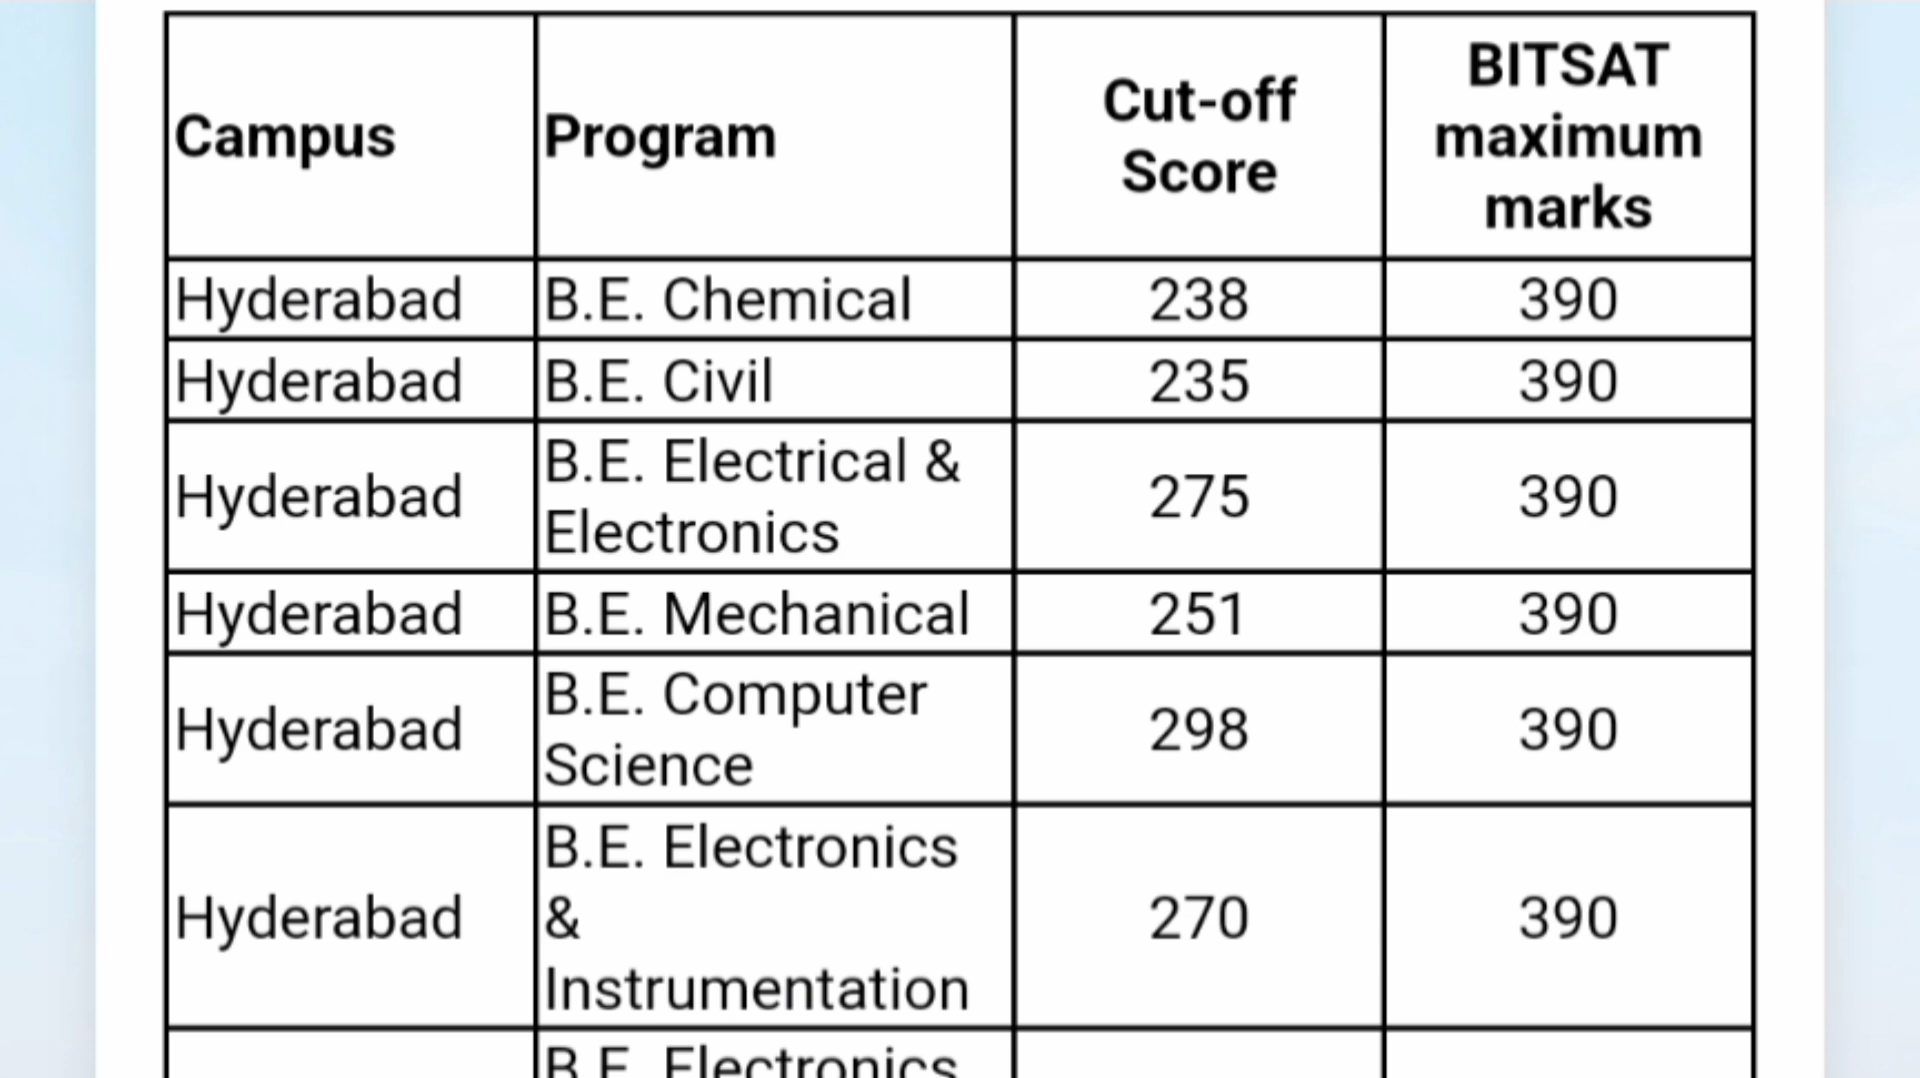 Campus Program Cut-off Score BITSAT maximum marks
Hyderabad B.E. Chemical 238 390
Hyderabad B.E. Civil 235 390
Hyderabad B.E. Electrical & Electronics 275 390
Hyderabad B.E. Mechanical 251 390
Hyderabad B.E. Computer Science 298 390
Hyderabad B.E. Electronics & Instrumentation 270 390
B.E. Electronics